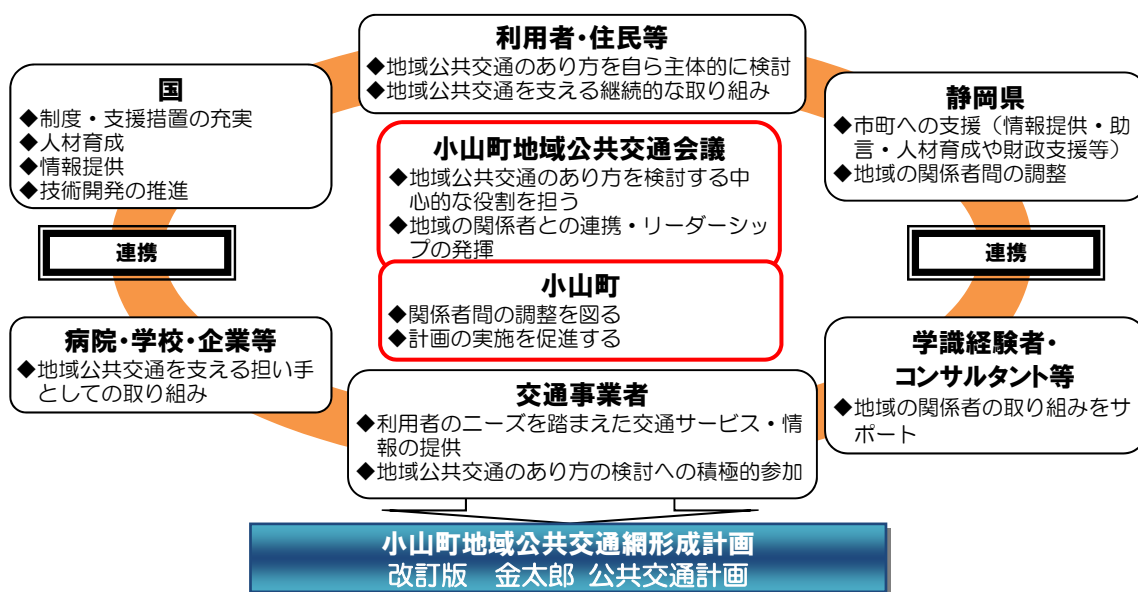 利用者・住民等
◆地域公共交通のあり方を自ら主体的に検討
◆地域公共交通を支える継続的な取り組み
国
◆制度・支援措置の充実
◆人材育成
◆情報提供
◆技術開発の推進
静岡県
◆市町への支援（情報提供・助
言・人材育成や財政支援等）
◆地域の関係者間の調整
小山町地域公共交通会議
◆地域公共交通のあり方を検討する中
心的な役割を担う
◆地域の関係者との連携・リーダーシッ
プの発揮
連携
連携
小山町
◆関係者間の調整を図る
◆計画の実施を促進する
病院・学校・企業等
◆地域公共交通を支える担い手
としての取り組み
学識経験者・
コンサルタント等
◆地域の関係者の取り組みをサ
ポート
交通事業者
◆利用者のニーズを踏まえた交通サービス・情
報の提供
◆地域公共交通のあり方の検討への積極的参加
小山町地域公共交通網形成計画
改訂版　金太郎 公共交通計画